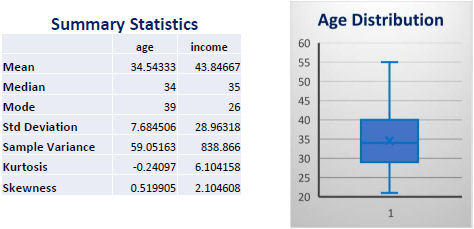 Summary Statistics
age income
Mean 34.54333 43.84667
Median 34 35
Mode 39 26
Std Deviation 7.684506 28.96318
Sample Variance 59.05163 838.866
Kurtosis -0.24097 6.104158
Skewness 0.519905 2.104608
Age Distribution
60
55
50
45
40
35
30
25
20
1